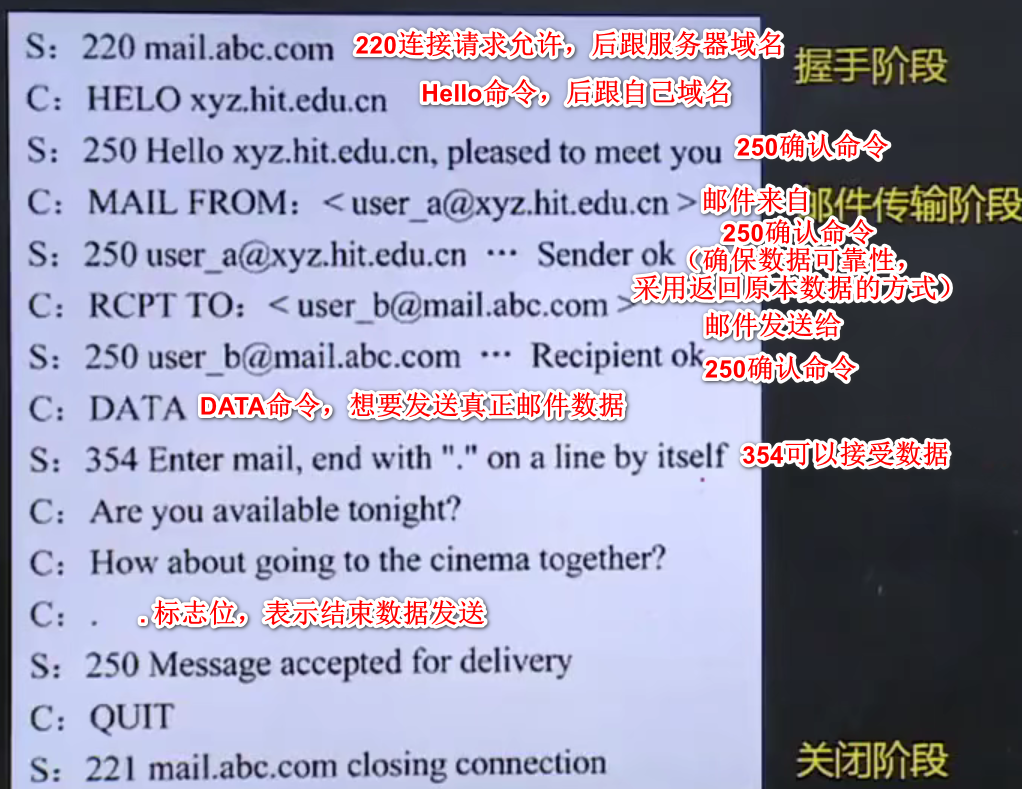 S: 220 mail.abc.com 220连接请求允许，后跟服务器域名
握手阶段
C: HELO xyz.hit.edu.cn Hello命令，后跟自己域名
S: 250 Hello xyz.hit.edu.cn, pleased to meet you 250确认命令
C: MAIL FROM: <user_a@xyz.hit.edu.cn> 邮件来自
邮件传输阶段
250确认命令
S: 250 user_a@xyz.hit.edu.cn … Sender ok （确保数据可靠性，
采用返回原本数据的方式）
C: RCPT TO: <user_b@mail.abc.com>
邮件发送给
S: 250 user_b@mail.abc.com … Recipient ok 250确认命令
C: DATA DATA命令，想要发送真正邮件数据
S: 354 Enter mail, end with "." on a line by itself 354可以接受数据
C: Are you available tonight?
C: How about going to the cinema together?
C: . . 标志位，表示结束数据发送
S: 250 Message accepted for delivery
C: QUIT
S: 221 mail.abc.com closing connection
关闭阶段